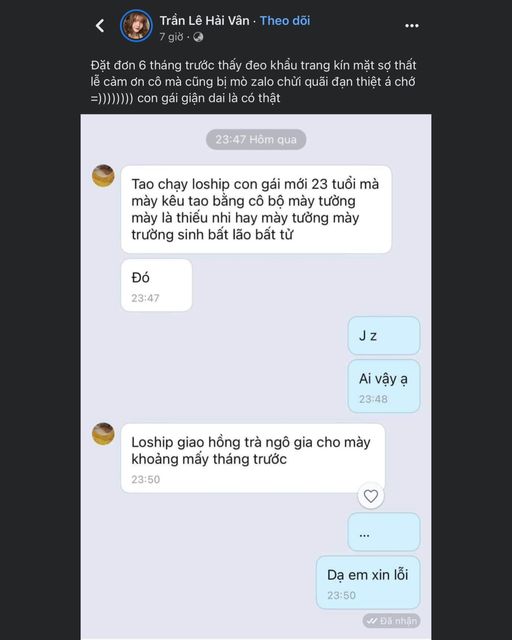 Trần Lê Hải Vân · Theo dõi
7 giờ ·
Đặt đơn 6 tháng trước thấy đeo khẩu trang kín mặt sợ thất
lễ cảm ơn cô mà cũng bị mò zalo chửi quãi đạn thiệt á chớ
=)))))))) con gái giận dai là có thật
23:47 Hôm qua
Tao chạy loship con gái mới 23 tuổi mà
mày kêu tao bằng cô bộ mày tường
mày là thiếu nhi hay mày tưởng mày
trường sinh bất lão bất tử
Đó
23:47
J z
Ai vậy ạ
23:48
Loship giao hồng trà ngô gia cho mày
khoảng mấy tháng trước
23:50
...
Dạ em xin lỗi
23:50
Đã nhận